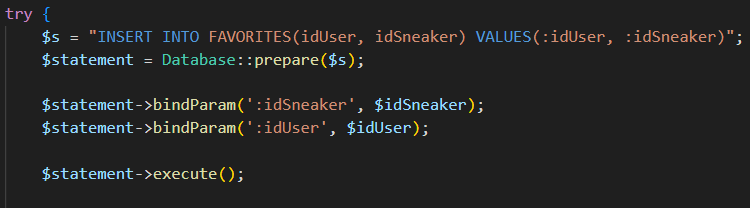 try {
    $s = "INSERT INTO FAVORITES(idUser, idSneaker) VALUES(:idUser, :idSneaker)";
    $statement = Database::prepare($s);
    $statement->bindParam(':idSneaker', $idSneaker);
    $statement->bindParam(':idUser', $idUser);
    $statement->execute();